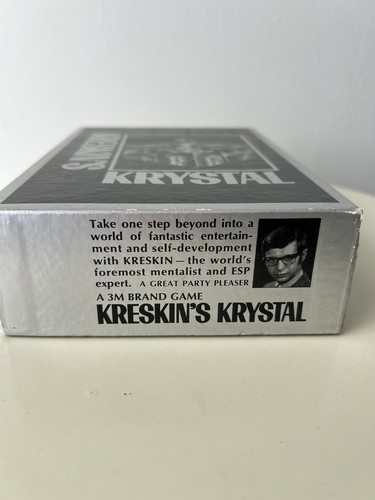 KRESKIN'S
KRYSTAL
Take one step beyond into a
world of fantastic entertain-
ment and self-development
with KRESKIN — the world's
foremost mentalist and ESP
expert. A GREAT PARTY PLEASER
A 3M BRAND GAME
KRESKIN'S KRYSTAL